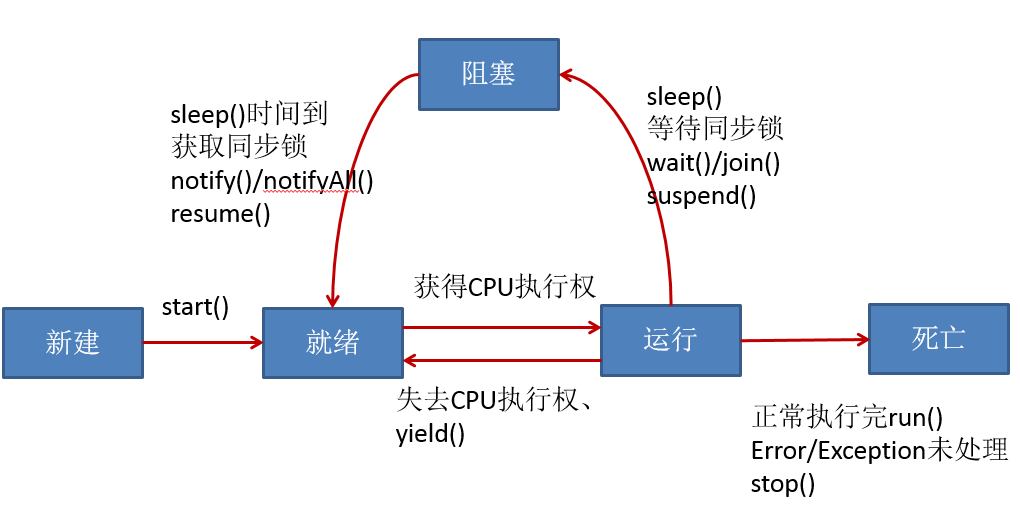 阻塞
sleep()时间到
获取同步锁
notify()/notifyAll()
resume()
sleep()
等待同步锁
wait()/join()
suspend()
新建
start()
就绪
获得CPU执行权
失去CPU执行权、
yield()
运行
死亡
正常执行完run()
Error/Exception未处理
stop()